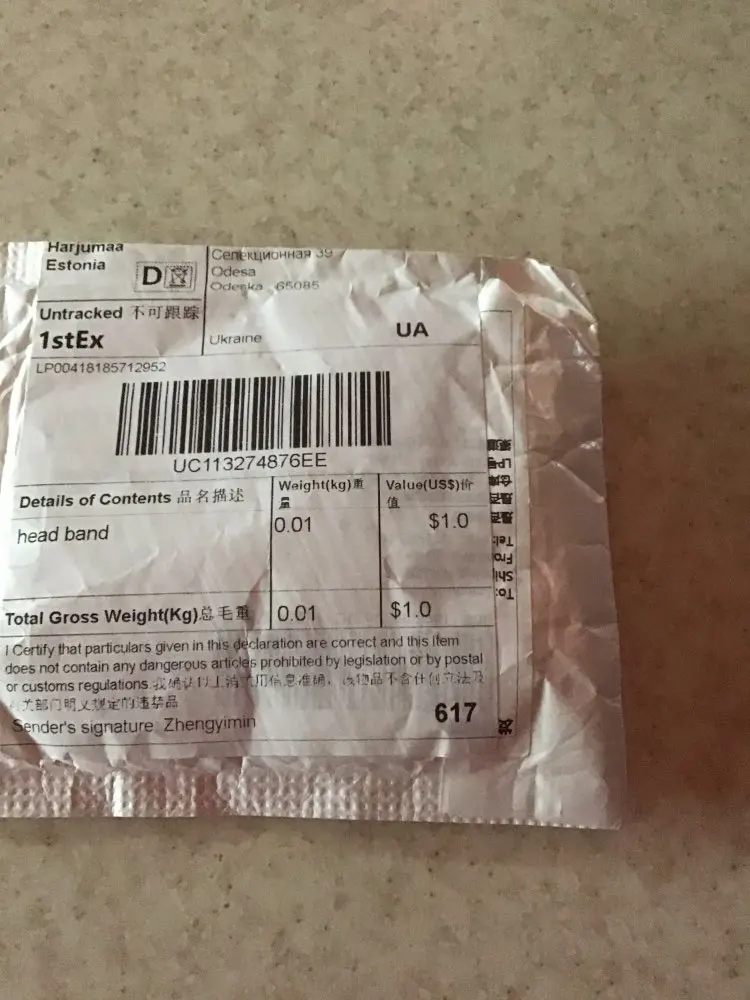 Harjumaa
Estonia
D
Селекционная 39
Odesa
Odeska 65085
Untracked 不可跟踪
1stEx
Ukraine
UA
LP00418185712952
UC113274876EE
Details of Contents 品名描述
Weight(kg)重量
Value(US$)价值
head band
0.01
$1.0
Total Gross Weight(Kg)总毛重
0.01
$1.0
I Certify that particulars given in this declaration are correct and this item
does not contain any dangerous articles prohibited by legislation or by postal
or customs regulations.
Sender's signature: Zhengyimin
617
Tel:
To: